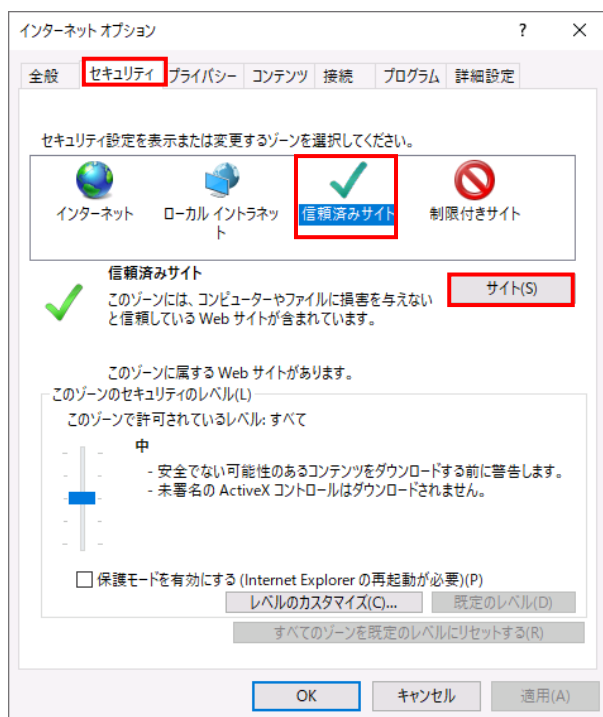 インターネット オプション ? ×
全般 セキュリティ プライバシー コンテンツ 接続 プログラム 詳細設定
セキュリティ設定を表示または変更するゾーンを選択してください。
インターネット ローカル イントラネッ
ト 信頼済みサイト 制限付きサイト
信頼済みサイト
このゾーンには、コンピューターやファイルに損害を与えない
と信頼している Web サイトが含まれています。
サイト(S)
このゾーンに属する Web サイトがあります。
このゾーンのセキュリティのレベル(L)
このゾーンで許可されているレベル: すべて
中
- 安全でない可能性のあるコンテンツをダウンロードする前に警告します。
- 未署名の ActiveX コントロールはダウンロードされません。
保護モードを有効にする (Internet Explorer の再起動が必要)(P)
レベルのカスタマイズ(C)... 既定のレベル(D)
すべてのゾーンを既定のレベルにリセットする(R)
OK キャンセル 適用(A)